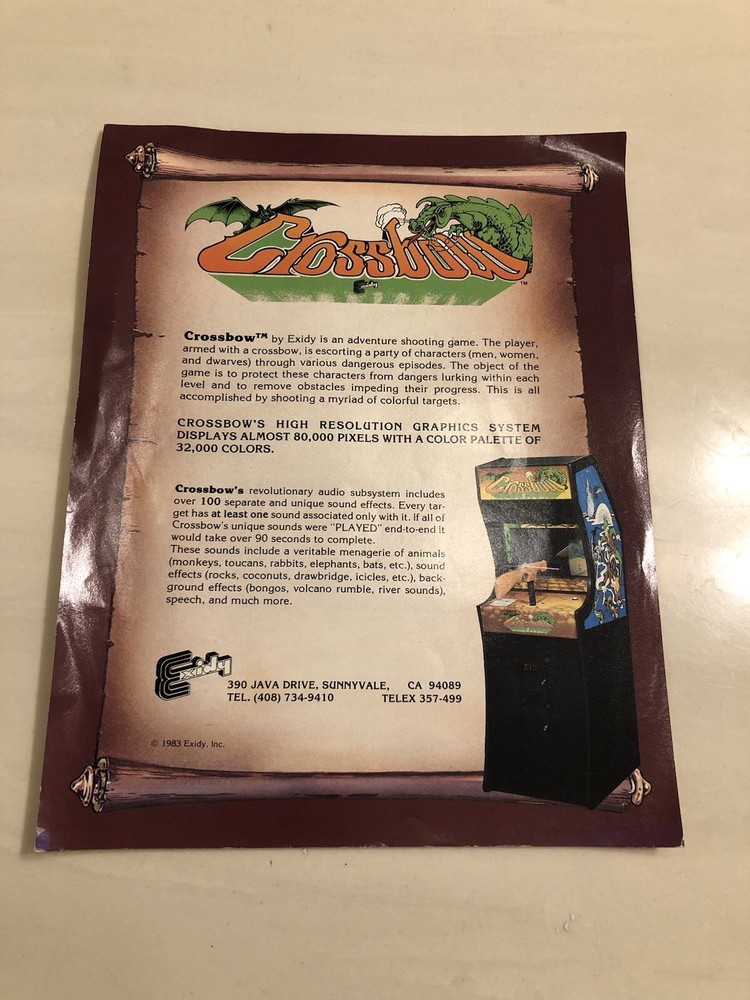 Crossbow
Exidy
TM
Crossbow™ by Exidy is an adventure shooting game. The player,
armed with a crossbow, is escorting a party of characters (men, women,
and dwarves) through various dangerous episodes. The object of the
game is to protect these characters from dangers lurking within each
level and to remove obstacles impeding their progress. This is all
accomplished by shooting a myriad of colorful targets.
CROSSBOW'S HIGH RESOLUTION GRAPHICS SYSTEM
DISPLAYS ALMOST 80,000 PIXELS WITH A COLOR PALETTE OF
32,000 COLORS.
Crossbow's revolutionary audio subsystem includes
over 100 separate and unique sound effects. Every tar-
get has at least one sound associated only with it. If all of
Crossbow's unique sounds were "PLAYED" end-to-end it
would take over 90 seconds to complete.
These sounds include a veritable menagerie of animals
(monkeys, toucans, rabbits, elephants, bats, etc.), sound
effects (rocks, coconuts, drawbridge, icicles, etc.), back-
ground effects (bongos, volcano rumble, river sounds),
speech, and much more.
Crossbow
Crossbow
Exidy
390 JAVA DRIVE, SUNNYVALE, CA 94089
TEL. (408) 734-9410 TELEX 357-499
© 1983 Exidy, Inc.